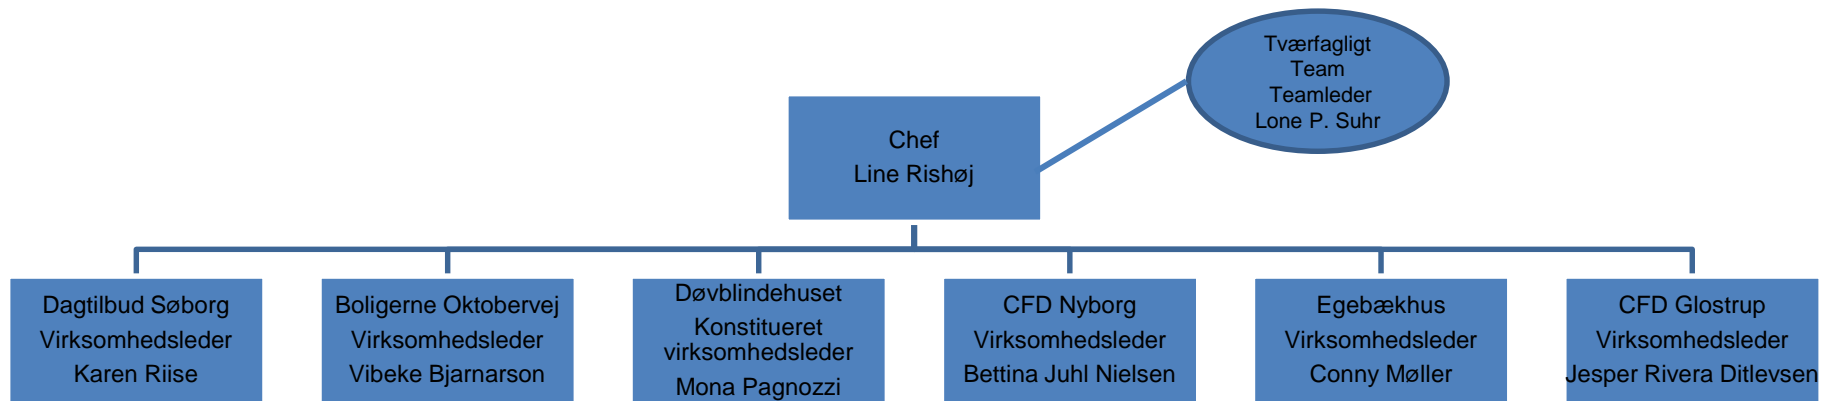 Tværfagligt
Team
Teamleder
Lone P. Suhr
Chef
Line Rishøj
Dagtilbud Søborg
Virksomhedsleder
Karen Riise
Boligerne Oktobervej
Virksomhedsleder
Vibeke Bjarnarson
Døvblindehuset
Konstitueret
virksomhedsleder
Mona Pagnozzi
CFD Nyborg
Virksomhedsleder
Bettina Juhl Nielsen
Egebækhus
Virksomhedsleder
Conny Møller
CFD Glostrup
Virksomhedsleder
Jesper Rivera Ditlevsen